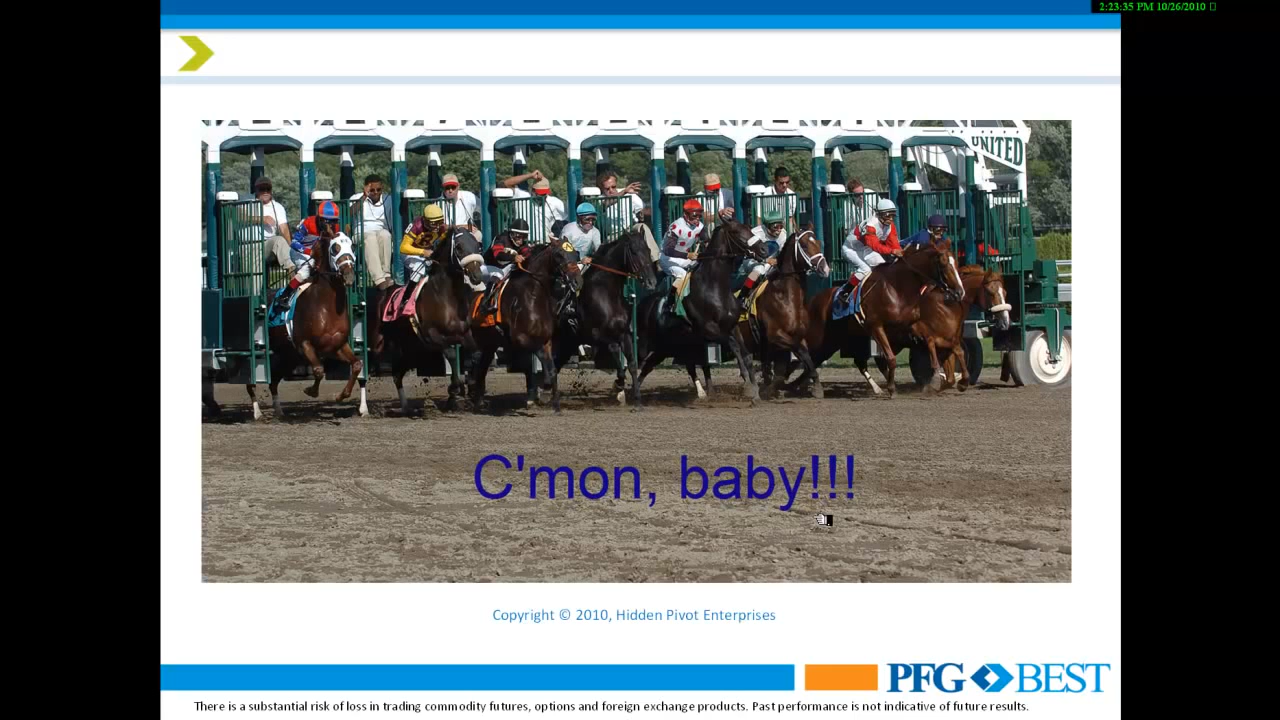 2:23:35 PM 10/26/2010
UNITED
C'mon, baby!!!
Copyright © 2010, Hidden Pivot Enterprises
PFG BEST
There is a substantial risk of loss in trading commodity futures, options and foreign exchange products. Past performance is not indicative of future results.